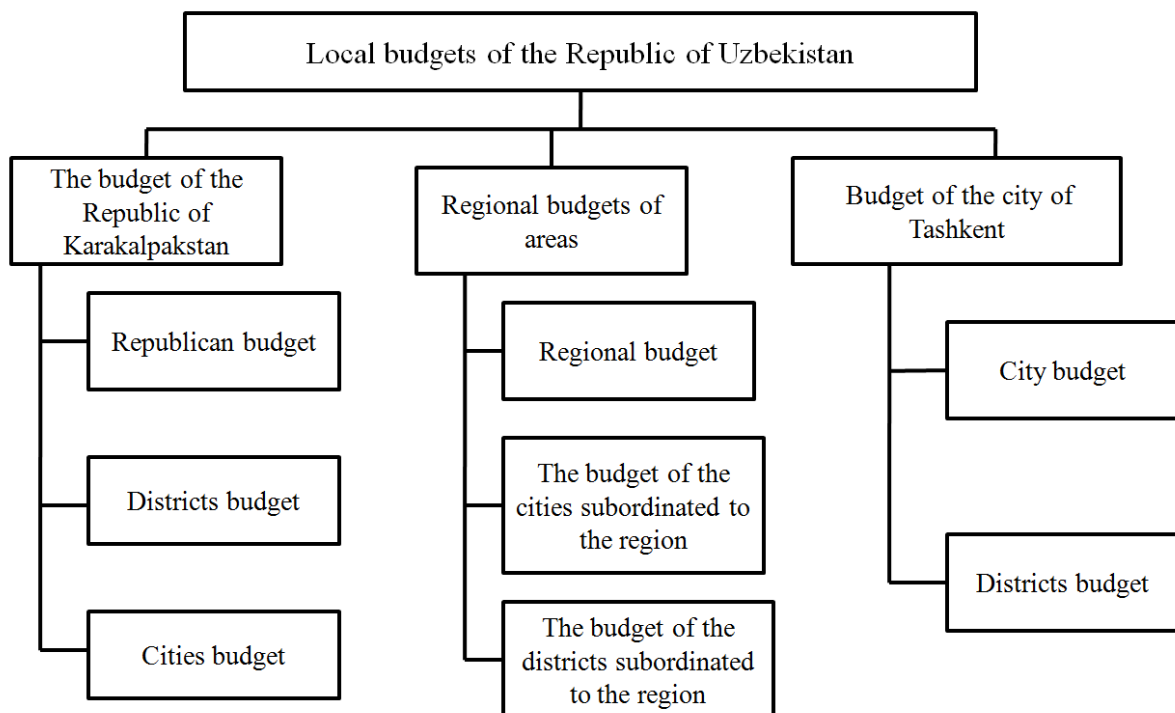 Local budgets of the Republic of Uzbekistan
The budget of the
Republic of
Karakalpakstan
Regional budgets of
areas
Budget of the city of
Tashkent
Republican budget
Districts budget
Cities budget
Regional budget
The budget of the
cities subordinated to
the region
The budget of the
districts subordinated
to the region
City budget
Districts budget